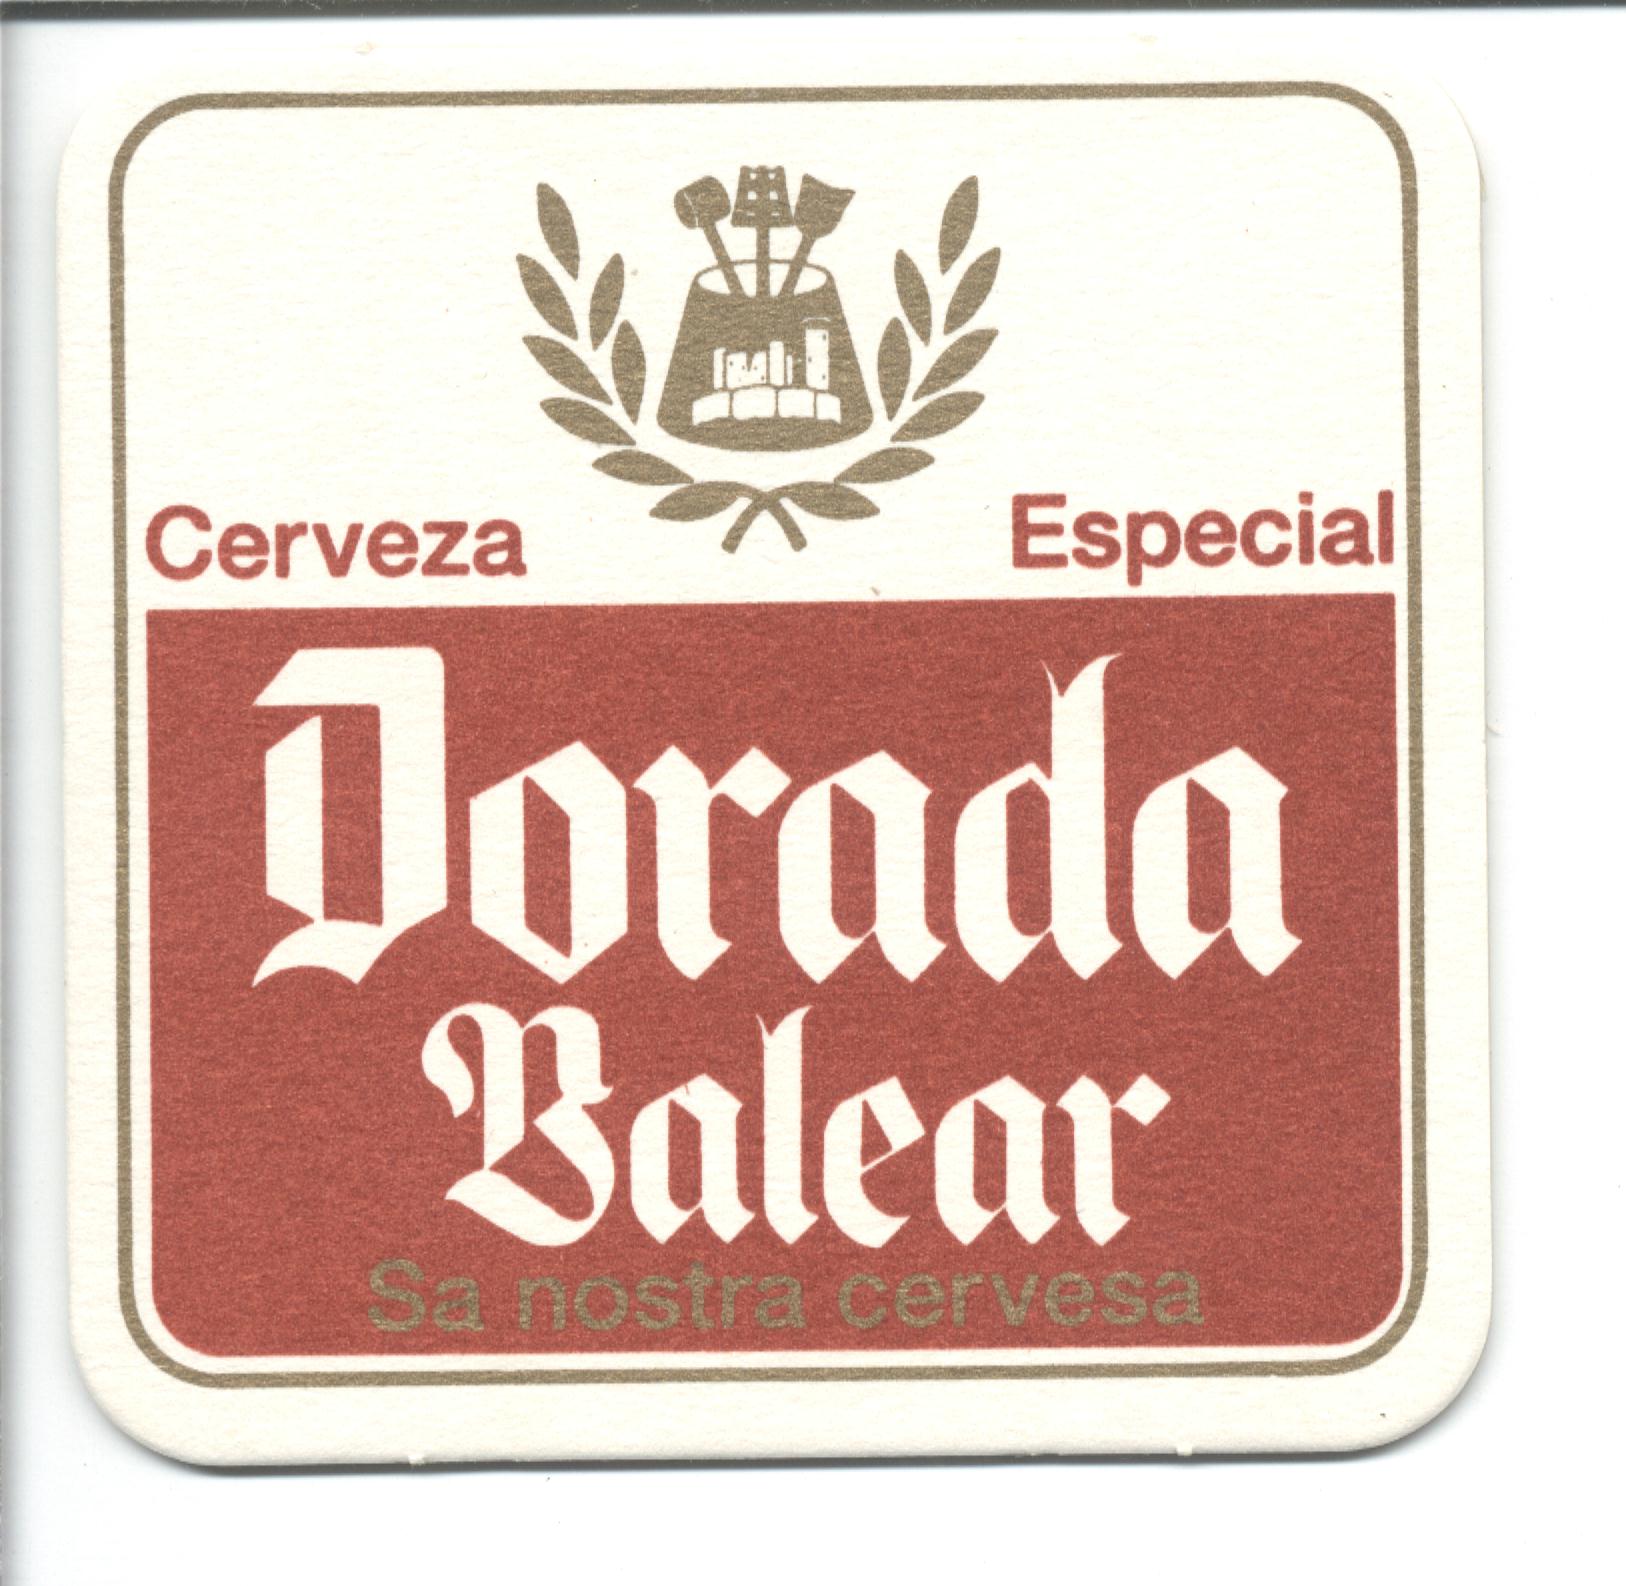 Cerveza Especial
Dorada
Balear
Sa nostra cervesa